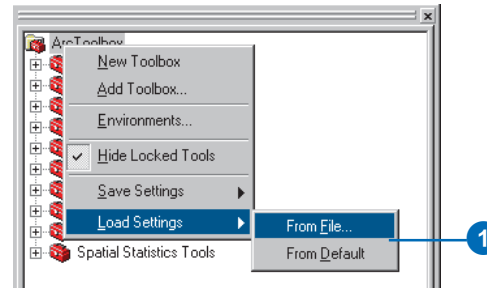 ArcToolbox
New Toolbox
Add Toolbox...
Environments...
Hide Locked Tools
Save Settings
Load Settings
From File...
From Default
Spatial Statistics Tools
1